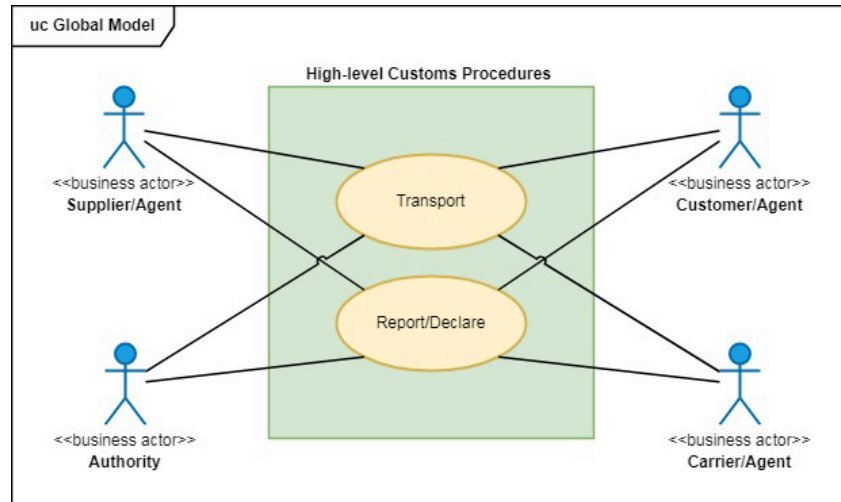 uc Global Model
High-level Customs Procedures
<<business actor>>
Supplier/Agent
Transport
<<business actor>>
Customer/Agent
Report/Declare
<<business actor>>
Authority
<<business actor>>
Carrier/Agent